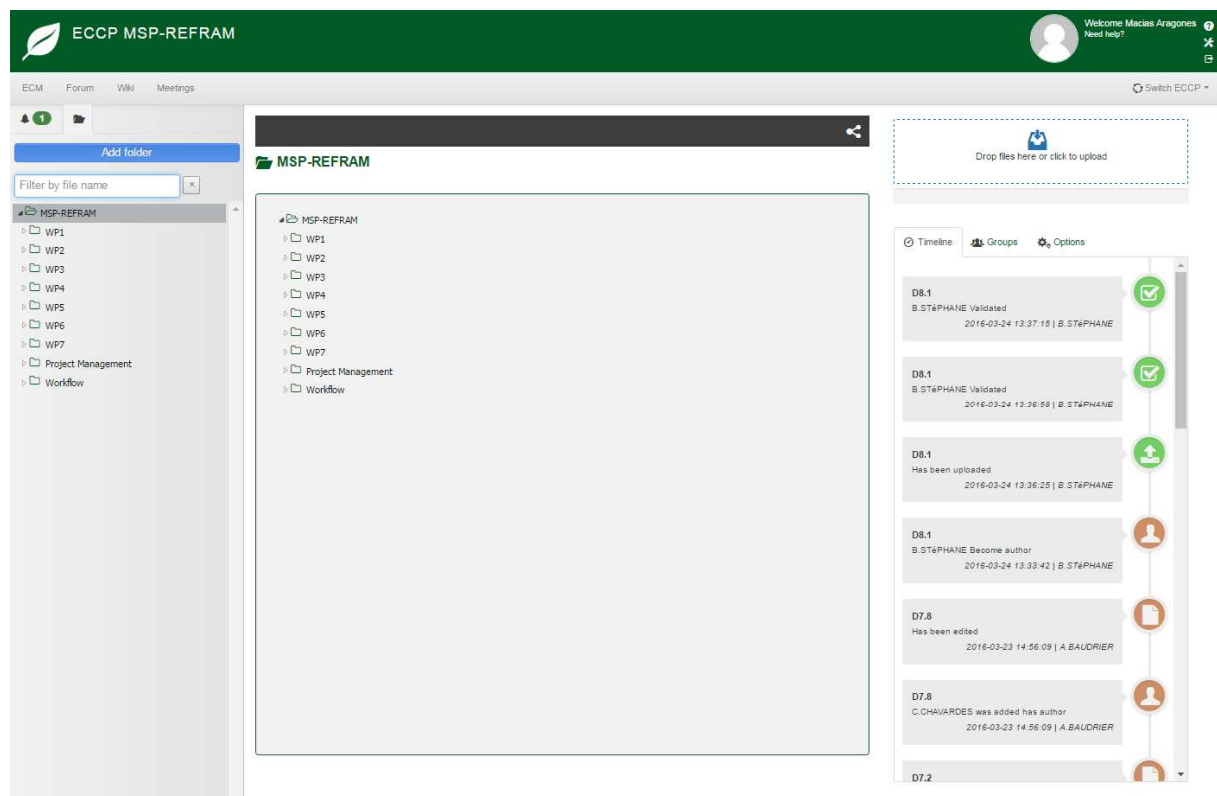 ECCP MSP-REFRAM
Welcome Macias Aragones
Need help?
ECM Forum Wiki Meetings
Switch ECCP
1
Add folder
Filter by file name
MSP-REFRAM
WP1
WP2
WP3
WP4
WP5
WP6
WP7
Project Management
Workflow
MSP-REFRAM
MSP-REFRAM
WP1
WP2
WP3
WP4
WP5
WP6
WP7
Project Management
Workflow
Drop files here or click to upload
Timeline Groups Options
D8.1
B.STéPHANE Validated
2016-03-24 13:37:15 | B.STéPHANE
D8.1
B.STéPHANE Validated
2016-03-24 13:36:58 | B.STéPHANE
D8.1
Has been uploaded
2016-03-24 13:36:25 | B.STéPHANE
D8.1
B.STéPHANE Become author
2016-03-24 13:33:42 | B.STéPHANE
D7.8
Has been edited
2016-03-23 14:56:09 | A.BAUDRIER
D7.8
C.CHAVARDES was added has author
2016-03-23 14:56:09 | A.BAUDRIER
D7.2